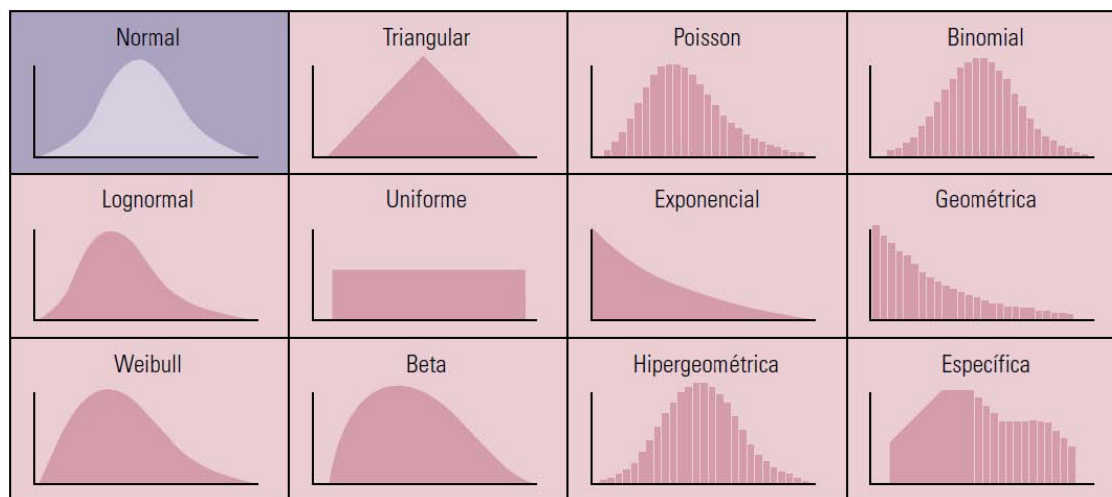 Normal
Triangular
Poisson
Binomial
Lognormal
Uniforme
Exponencial
Geométrica
Weibull
Beta
Hipergeométrica
Específica